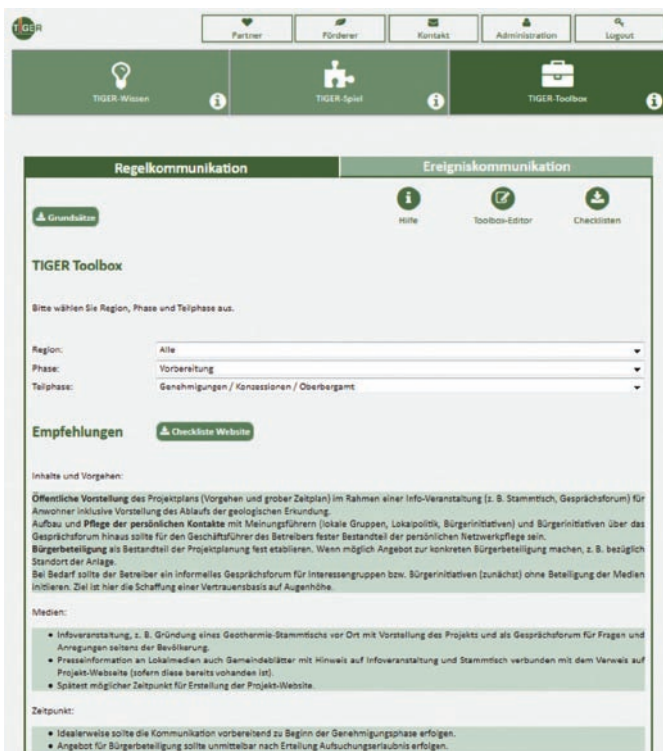 TIGER
Partner
Förderer
Kontakt
Administration
Logout
TIGER-Wissen
TIGER-Spiel
TIGER-Toolbox
Regelkommunikation
Ereigniskommunikation
Grundsätze
Hilfe
Toolbox-Editor
Checklisten
TIGER Toolbox
Bitte wählen Sie Region, Phase und Teilphase aus.
Region: Alle
Phase: Vorbereitung
Teilphase: Genehmigungen / Konzessionen / Oberbergamt
Empfehlungen
Checkliste Website
Inhalte und Vorgehen:
Öffentliche Vorstellung des Projektplans (Vorgehen und grober Zeitplan) im Rahmen einer Info-Veranstaltung (z. B. Stammtisch, Gesprächsforum) für
Anwohner inklusive Vorstellung des Ablaufs der geologischen Erkundung.
Aufbau und Pflege der persönlichen Kontakte mit Meinungsführern (lokale Gruppen, Lokalpolitik, Bürgerinitiativen) und Bürgerinitiativen über das
Gesprächsforum hinaus sollte für den Geschäftsführer des Betreibers fester Bestandteil der persönlichen Netzwerkpflege sein.
Bürgerbeteiligung als Bestandteil der Projektplanung fest etablieren. Wenn möglich Angebot zur konkreten Bürgerbeteiligung machen, z. B. bezüglich
Standort der Anlage.
Bei Bedarf sollte der Betreiber ein informelles Gesprächsforum für Interessengruppen bzw. Bürgerinitiativen (zunächst) ohne Beteiligung der Medien
initiieren. Ziel ist hier die Schaffung einer Vertrauensbasis auf Augenhöhe.
Medien:
• Infoveranstaltung, z. B. Gründung eines Geothermie-Stammtischs vor Ort mit Vorstellung des Projekts und als Gesprächsforum für Fragen und
Anregungen seitens der Bevölkerung.
• Presseinformation an Lokalmedien auch Gemeindeblätter mit Hinweis auf Infoveranstaltung und Stammtisch verbunden mit dem Verweis auf
Projekt-Webseite (sofern diese bereits vohanden ist).
• Spätest möglicher Zeitpunkt für Erstellung der Projekt-Website.
Zeitpunkt:
• Idealerweise sollte die Kommunikation vorbereitend zu Beginn der Genehmigungsphase erfolgen.
• Angebot für Bürgerbeteiligung sollte unmittelbar nach Erteilung Aufsuchungserlaubnis erfolgen.